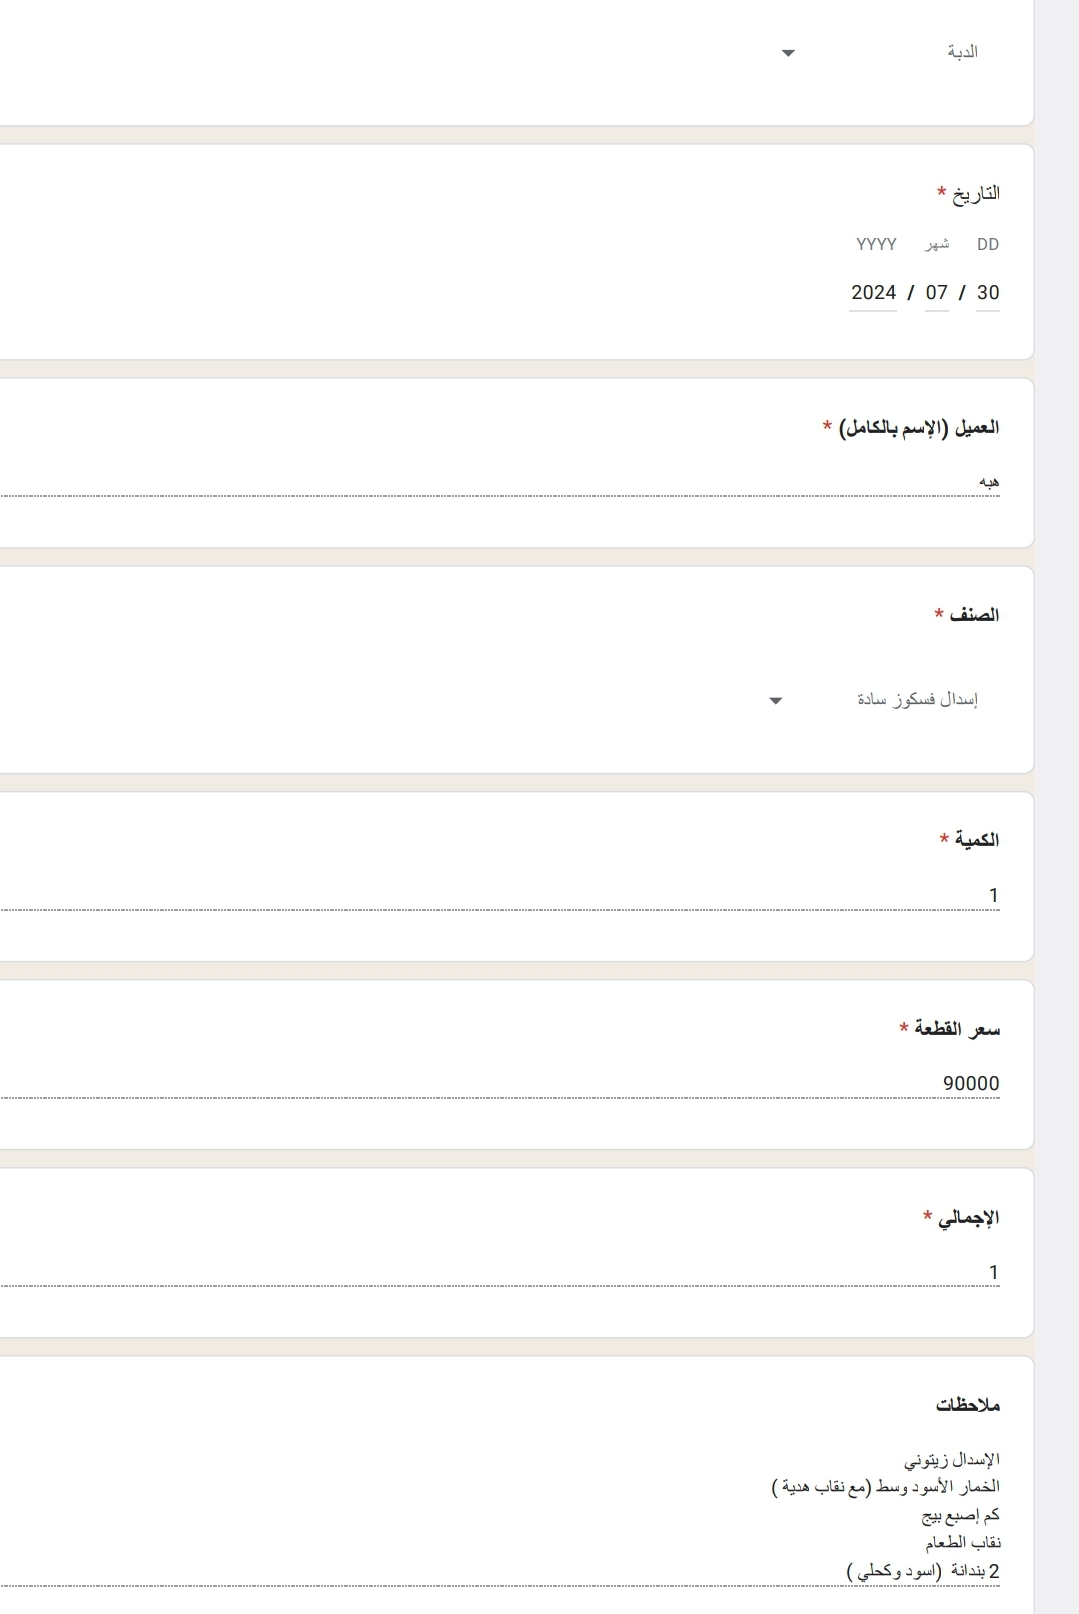 الدبة
التاريخ *
DD شهر YYYY
30 / 07 / 2024
العميل (الإسم بالكامل) *
هبه
الصنف *
إسدال فسكوز سادة
الكمية *
1
سعر القطعة *
90000
الإجمالي *
1
ملاحظات
الإسدال زيتوني
الخمار الأسود وسط (مع نقاب هدية )
كم إصبع بيج
نقاب الطعام
2 بندانة (اسود وكحلي )